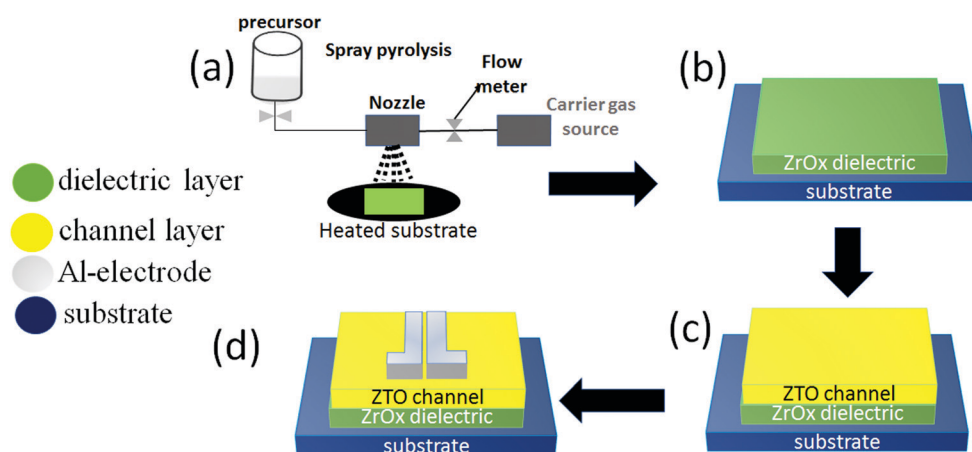 (a)
precursor
Spray pyrolysis
Flow
meter
Nozzle
Carrier gas
source
Heated substrate
(b)
ZrOx dielectric
substrate
dielectric layer
channel layer
Al-electrode
substrate
(c)
ZTO channel
ZrOx dielectric
substrate
(d)
ZTO channel
ZrOx dielectric
substrate